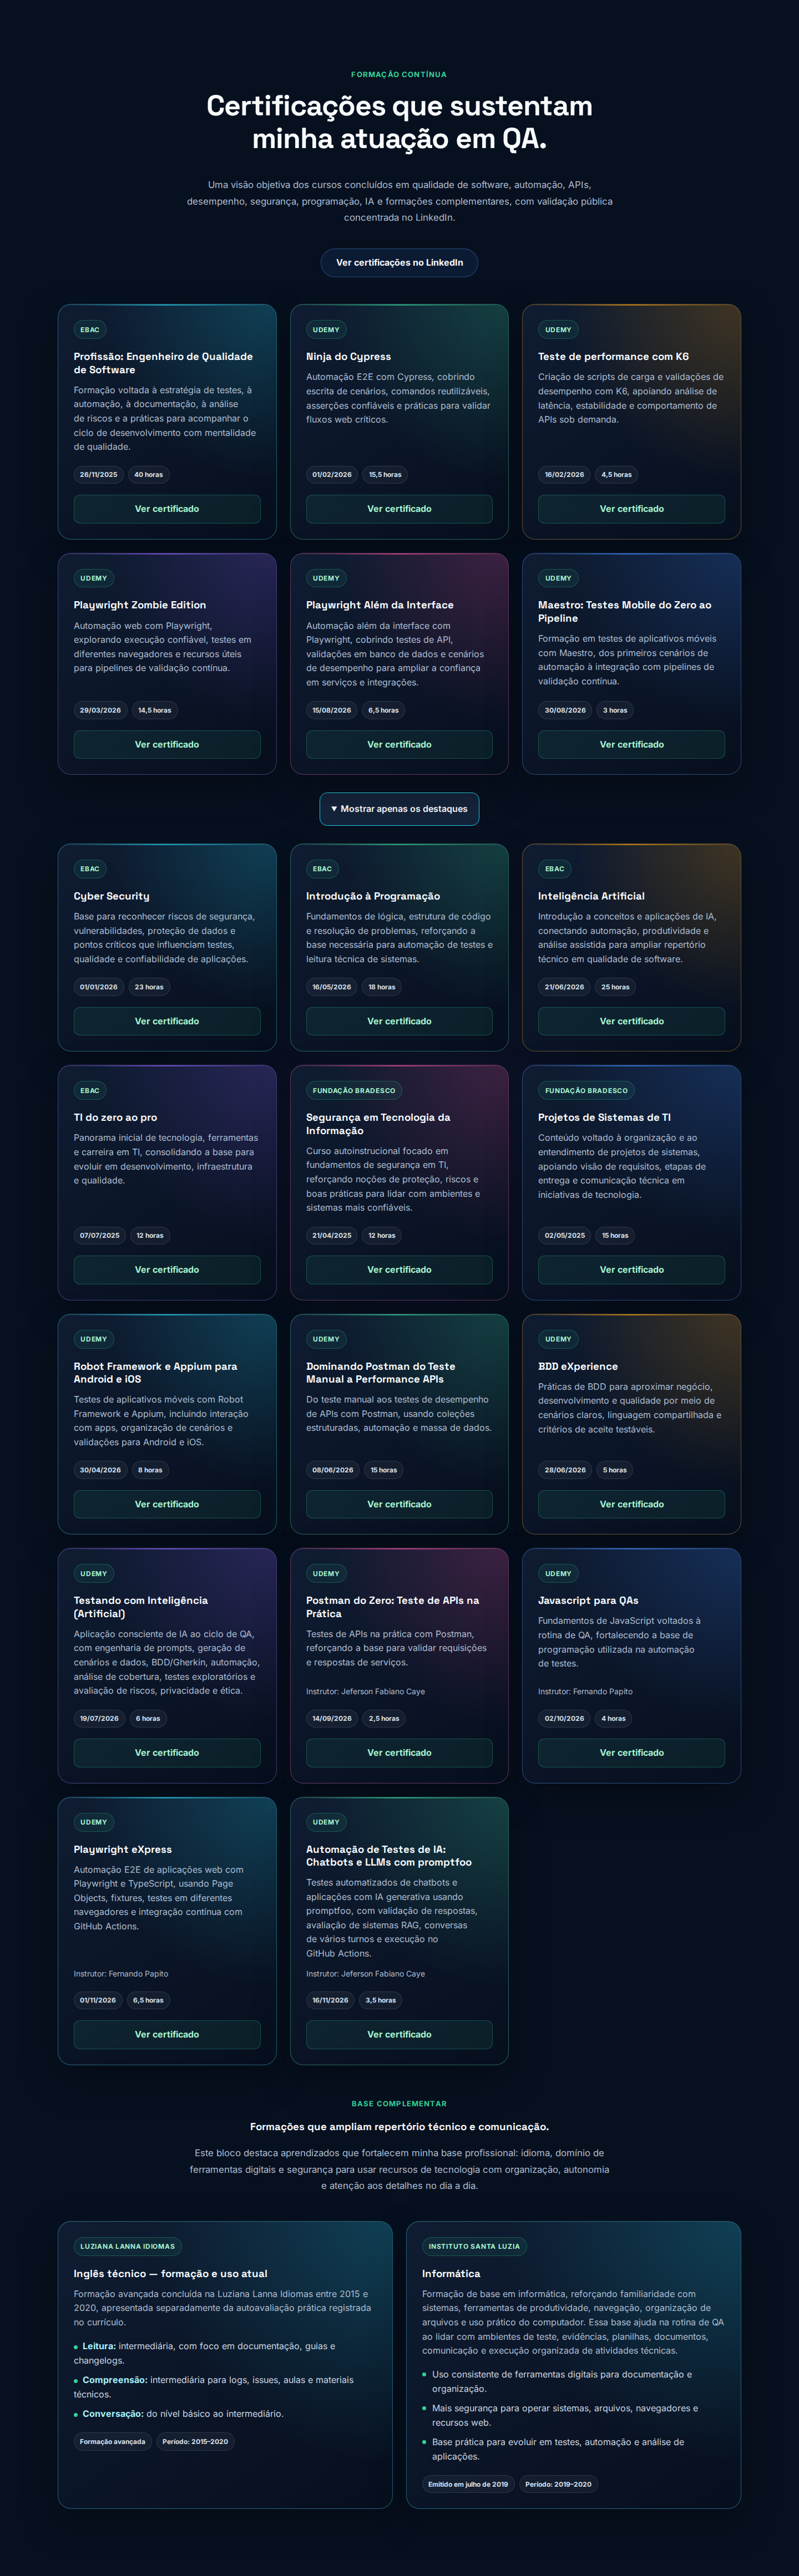 FORMAÇÃO CONTÍNUA
Certificações que sustentam
minha atuação em QA.
Uma visão objetiva dos cursos concluídos em qualidade de software, automação, APIs,
desempenho, segurança, programação, IA e formações complementares, com validação pública
concentrada no LinkedIn.
Ver certificações no LinkedIn
EBAC
Profissão: Engenheiro de Qualidade
de Software
Formação voltada à estratégia de testes, à
automação, à documentação, à análise
de riscos e a práticas para acompanhar o
ciclo de desenvolvimento com mentalidade
de qualidade.
26/11/2025
40 horas
Ver certificado
UDEMY
Ninja do Cypress
Automação E2E com Cypress, cobrindo
escrita de cenários, comandos reutilizáveis,
asserções confiáveis e práticas para validar
fluxos web críticos.
01/02/2026
15,5 horas
Ver certificado
UDEMY
Teste de performance com K6
Criação de scripts de carga e validações de
desempenho com K6, apoiando análise de
latência, estabilidade e comportamento de
APIs sob demanda.
16/02/2026
4,5 horas
Ver certificado
UDEMY
Playwright Zombie Edition
Automação web com Playwright,
explorando execução confiável, testes em
diferentes navegadores e recursos úteis
para pipelines de validação contínua.
29/03/2026
14,5 horas
Ver certificado
UDEMY
Playwright Além da Interface
Automação além da interface com
Playwright, cobrindo testes de API,
validações em banco de dados e cenários
de desempenho para ampliar a confiança
em serviços e integrações.
15/08/2026
6,5 horas
Ver certificado
UDEMY
Maestro: Testes Mobile do Zero ao
Pipeline
Formação em testes de aplicativos móveis
com Maestro, dos primeiros cenários de
automação à integração com pipelines de
validação contínua.
30/08/2026
3 horas
Ver certificado
▼ Mostrar apenas os destaques
EBAC
Cyber Security
Base para reconhecer riscos de segurança,
vulnerabilidades, proteção de dados e
pontos críticos que influenciam testes,
qualidade e confiabilidade de aplicações.
01/01/2026
23 horas
Ver certificado
EBAC
Introdução à Programação
Fundamentos de lógica, estrutura de código
e resolução de problemas, reforçando a
base necessária para automação de testes e
leitura técnica de sistemas.
16/05/2026
18 horas
Ver certificado
EBAC
Inteligência Artificial
Introdução a conceitos e aplicações de IA,
conectando automação, produtividade e
análise assistida para ampliar repertório
técnico em qualidade de software.
21/06/2026
25 horas
Ver certificado
EBAC
TI do zero ao pro
Panorama inicial de tecnologia, ferramentas
e carreira em TI, consolidando a base para
evoluir em desenvolvimento, infraestrutura
e qualidade.
07/07/2025
12 horas
Ver certificado
FUNDAÇÃO BRADESCO
Segurança em Tecnologia da
Informação
Curso autoinstrucional focado em
fundamentos de segurança em TI,
reforçando noções de proteção, riscos e
boas práticas para lidar com ambientes e
sistemas mais confiáveis.
21/04/2025
12 horas
Ver certificado
FUNDAÇÃO BRADESCO
Projetos de Sistemas de TI
Conteúdo voltado à organização e ao
entendimento de projetos de sistemas,
apoiando visão de requisitos, etapas de
entrega e comunicação técnica em
iniciativas de tecnologia.
02/05/2025
15 horas
Ver certificado
UDEMY
Robot Framework e Appium para
Android e iOS
Testes de aplicativos móveis com Robot
Framework e Appium, incluindo interação
com apps, organização de cenários e
validações para Android e iOS.
30/04/2026
8 horas
Ver certificado
UDEMY
Dominando Postman do Teste
Manual a Performance APIs
Do teste manual aos testes de desempenho
de APIs com Postman, usando coleções
estruturadas, automação e massa de dados.
08/06/2026
15 horas
Ver certificado
UDEMY
BDD eXperience
Práticas de BDD para aproximar negócio,
desenvolvimento e qualidade por meio de
cenários claros, linguagem compartilhada e
critérios de aceite testáveis.
28/06/2026
5 horas
Ver certificado
UDEMY
Testando com Inteligência
(Artificial)
Aplicação consciente de IA ao ciclo de QA,
com engenharia de prompts, geração de
cenários e dados, BDD/Gherkin, automação,
análise de cobertura, testes exploratórios e
avaliação de riscos, privacidade e ética.
19/07/2026
6 horas
Ver certificado
UDEMY
Postman do Zero: Teste de APIs na
Prática
Testes de APIs na prática com Postman,
reforçando a base para validar requisições
e respostas de serviços.
Instrutor: Jeferson Fabiano Caye
14/09/2026
2,5 horas
Ver certificado
UDEMY
Javascript para QAs
Fundamentos de JavaScript voltados à
rotina de QA, fortalecendo a base de
programação utilizada na automação
de testes.
Instrutor: Fernando Papito
02/10/2026
4 horas
Ver certificado
UDEMY
Playwright eXpress
Automação E2E de aplicações web com
Playwright e TypeScript, usando Page
Objects, fixtures, testes em diferentes
navegadores e integração contínua com
GitHub Actions.
Instrutor: Fernando Papito
01/11/2026
6,5 horas
Ver certificado
UDEMY
Automação de Testes de IA:
Chatbots e LLMs com promptfoo
Testes automatizados de chatbots e
aplicações com IA generativa usando
promptfoo, com validação de respostas,
avaliação de sistemas RAG, conversas
de vários turnos e execução no
GitHub Actions.
Instrutor: Jeferson Fabiano Caye
16/11/2026
3,5 horas
Ver certificado
BASE COMPLEMENTAR
Formações que ampliam repertório técnico e comunicação.
Este bloco destaca aprendizados que fortalecem minha base profissional: idioma, domínio de
ferramentas digitais e segurança para usar recursos de tecnologia com organização, autonomia
e atenção aos detalhes no dia a dia.
LUZIANA LANNA IDIOMAS
Inglês técnico — formação e uso atual
Formação avançada concluída na Luziana Lanna Idiomas entre 2015 e
2020, apresentada separadamente da autoavaliação prática registrada
no currículo.
Leitura: intermediária, com foco em documentação, guias e
changelogs.
Compreensão: intermediária para logs, issues, aulas e materiais
técnicos.
Conversação: do nível básico ao intermediário.
Formação avançada
Período: 2015–2020
INSTITUTO SANTA LUZIA
Informática
Formação de base em informática, reforçando familiaridade com
sistemas, ferramentas de produtividade, navegação, organização de
arquivos e uso prático do computador. Essa base ajuda na rotina de QA
ao lidar com ambientes de teste, evidências, planilhas, documentos,
comunicação e execução organizada de atividades técnicas.
Uso consistente de ferramentas digitais para documentação e
organização.
Mais segurança para operar sistemas, arquivos, navegadores e
recursos web.
Base prática para evoluir em testes, automação e análise de
aplicações.
Emitido em julho de 2019
Período: 2019–2020